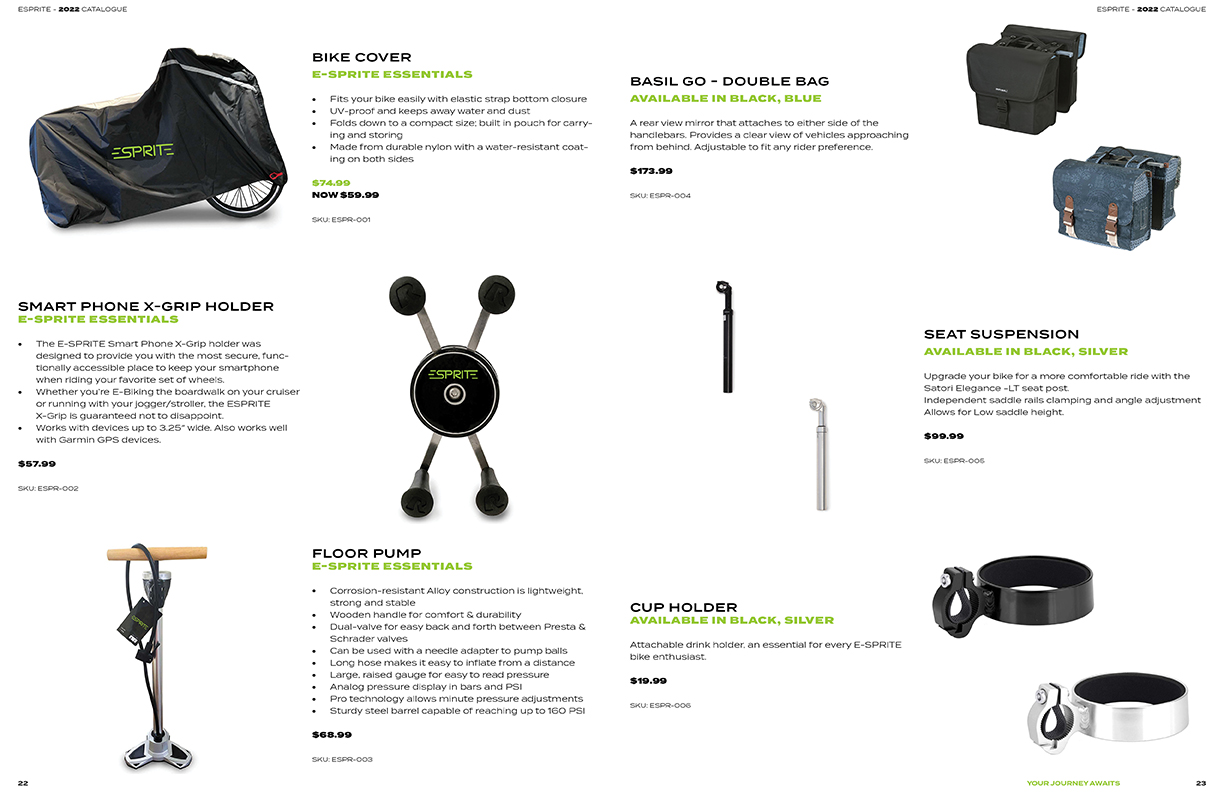 ESPRITE - 2022 CATALOGUE
ESPRITE - 2022 CATALOGUE
ESPRITE
BIKE COVER
E-SPRITE ESSENTIALS
• Fits your bike easily with elastic strap bottom closure
• UV-proof and keeps away water and dust
• Folds down to a compact size; built in pouch for carry-
ing and storing
• Made from durable nylon with a water-resistant coat-
ing on both sides
$74.99
NOW $59.99
SKU: ESPR-001
SMART PHONE X-GRIP HOLDER
E-SPRITE ESSENTIALS
• The E-SPRITE Smart Phone X-Grip holder was
designed to provide you with the most secure, func-
tionally accessible place to keep your smartphone
when riding your favorite set of wheels.
• Whether you're E-Biking the boardwalk on your cruiser
or running with your jogger/stroller, the ESPRITE
X-Grip is guaranteed not to disappoint.
• Works with devices up to 3.25" wide. Also works well
with Garmin GPS devices.
$57.99
SKU: ESPR-002
ESPRITE
ESPRITE
FLOOR PUMP
E-SPRITE ESSENTIALS
• Corrosion-resistant Alloy construction is lightweight,
strong and stable
• Wooden handle for comfort & durability
• Dual-valve for easy back and forth between Presta &
Schrader valves
• Can be used with a needle adapter to pump balls
• Long hose makes it easy to inflate from a distance
• Large, raised gauge for easy to read pressure
• Analog pressure display in bars and PSI
• Pro technology allows minute pressure adjustments
• Sturdy steel barrel capable of reaching up to 160 PSI
$68.99
SKU: ESPR-003
22
BASIL GO - DOUBLE BAG
AVAILABLE IN BLACK, BLUE
A rear view mirror that attaches to either side of the
handlebars. Provides a clear view of vehicles approaching
from behind. Adjustable to fit any rider preference.
$173.99
SKU: ESPR-004
SEAT SUSPENSION
AVAILABLE IN BLACK, SILVER
Upgrade your bike for a more comfortable ride with the
Satori Elegance -LT seat post.
Independent saddle rails clamping and angle adjustment
Allows for Low saddle height.
$99.99
SKU: ESPR-005
CUP HOLDER
AVAILABLE IN BLACK, SILVER
Attachable drink holder, an essential for every E-SPRITE
bike enthusiast.
$19.99
SKU: ESPR-006
YOUR JOURNEY AWAITS
23